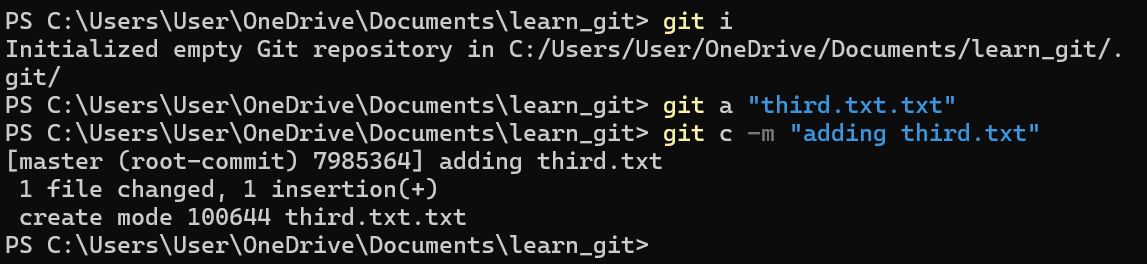 PS C:\Users\User\OneDrive\Documents\learn_git> git i
Initialized empty Git repository in C:/Users/User/OneDrive/Documents/learn_git/.
git/
PS C:\Users\User\OneDrive\Documents\learn_git> git a "third.txt.txt"
PS C:\Users\User\OneDrive\Documents\learn_git> git c -m "adding third.txt"
[master (root-commit) 7985364] adding third.txt
 1 file changed, 1 insertion(+)
 create mode 100644 third.txt.txt
PS C:\Users\User\OneDrive\Documents\learn_git>